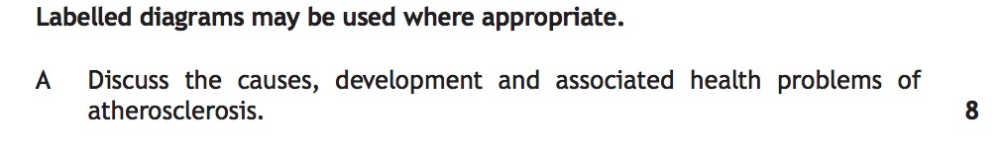 Labelled diagrams may be used where appropriate.
A Discuss the causes, development and associated health problems of
atherosclerosis. 8